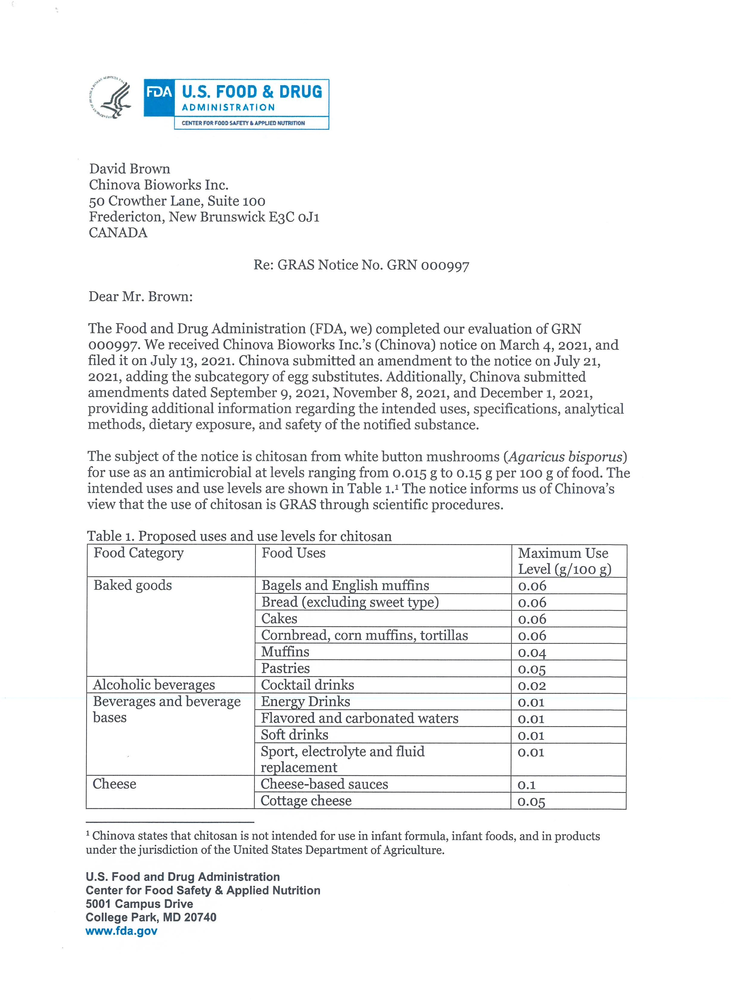 FDA U.S. FOOD & DRUG
ADMINISTRATION
CENTER FOR FOOD SAFETY & APPLIED NUTRITION
David Brown
Chinova Bioworks Inc.
50 Crowther Lane, Suite 100
Fredericton, New Brunswick E3C 0J1
CANADA
Re: GRAS Notice No. GRN 000997
Dear Mr. Brown:
The Food and Drug Administration (FDA, we) completed our evaluation of GRN
000997. We received Chinova Bioworks Inc.’s (Chinova) notice on March 4, 2021, and
filed it on July 13, 2021. Chinova submitted an amendment to the notice on July 21,
2021, adding the subcategory of egg substitutes. Additionally, Chinova submitted
amendments dated September 9, 2021, November 8, 2021, and December 1, 2021,
providing additional information regarding the intended uses, specifications, analytical
methods, dietary exposure, and safety of the notified substance.
The subject of the notice is chitosan from white button mushrooms (Agaricus bisporus)
for use as an antimicrobial at levels ranging from 0.015 g to 0.15 g per 100 g of food. The
intended uses and use levels are shown in Table 1.¹ The notice informs us of Chinova’s
view that the use of chitosan is GRAS through scientific procedures.
Table 1. Proposed uses and use levels for chitosan
Food Category Food Uses Maximum Use
Level (g/100 g)
Baked goods Bagels and English muffins 0.06
Bread (excluding sweet type) 0.06
Cakes 0.06
Cornbread, corn muffins, tortillas 0.06
Muffins 0.04
Pastries 0.05
Alcoholic beverages Cocktail drinks 0.02
Beverages and beverage Energy Drinks 0.01
bases Flavored and carbonated waters 0.01
Soft drinks 0.01
Sport, electrolyte and fluid 0.01
replacement
Cheese Cheese-based sauces 0.1
Cottage cheese 0.05
¹ Chinova states that chitosan is not intended for use in infant formula, infant foods, and in products
under the jurisdiction of the United States Department of Agriculture.
U.S. Food and Drug Administration
Center for Food Safety & Applied Nutrition
5001 Campus Drive
College Park, MD 20740
www.fda.gov